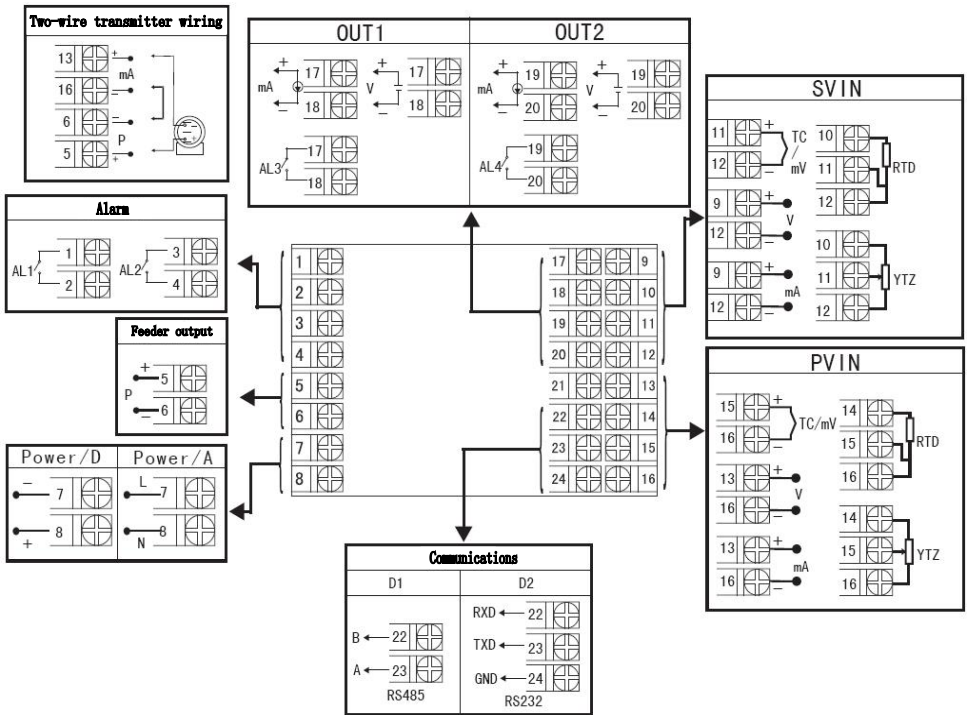 Two-wire transmitter wiring
13 +
mA
16 −
6 −
P
5 +
OUT1 OUT2
+ 17 + 17 + 19 + 19
mA V mA V
− 18 − 18 − 20 − 20
17 19
AL3 AL4
18 20
SVIN
11 + TC 10
/
12 − mV 11 RTD
12
9 +
V
12 −
10
9 + 11 YTZ
mA
12 − 12
Alarm
1 3
AL1 AL2
2 4
Feeder output
+ 5
P
− 6
Power/D Power/A
− 7 L 7
+ 8 N 8
1
2
3
4
5
6
7
8
17 9
18 10
19 11
20 12
21 13
22 14
23 15
24 16
PVIN
15 + TC/mV 14
16 − 15 RTD
16
13 +
V
16 −
14
13 + 15 YTZ
mA
16 − 16
Communications
D1 D2
RXD 22
B 22
TXD 23
A 23
GND 24
RS485 RS232